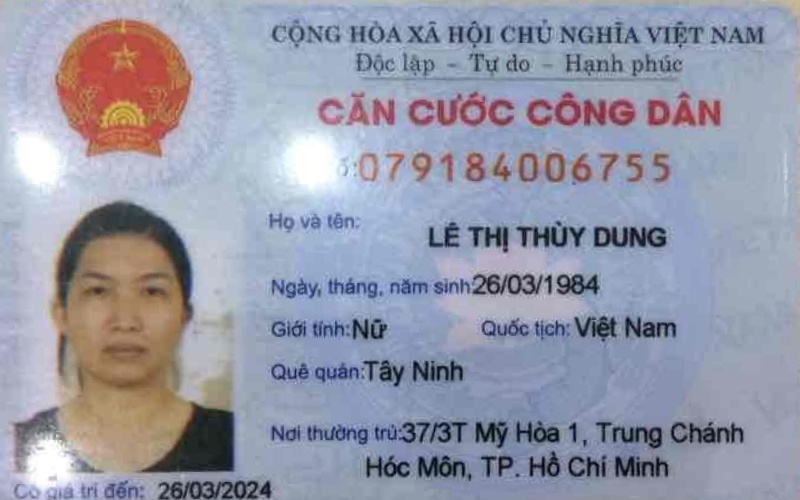 CỘNG HÒA XÃ HỘI CHỦ NGHĨA VIỆT NAM
Độc lập - Tự do - Hạnh phúc
CĂN CƯỚC CÔNG DÂN
079184006755
Họ và tên: LÊ THỊ THÙY DUNG
Ngày, tháng, năm sinh: 26/03/1984
Giới tính: Nữ Quốc tịch: Việt Nam
Quê quán: Tây Ninh
Nơi thường trú: 37/3T Mỹ Hòa 1, Trung Chánh
Hóc Môn, TP. Hồ Chí Minh
Có giá trị đến: 26/03/2024